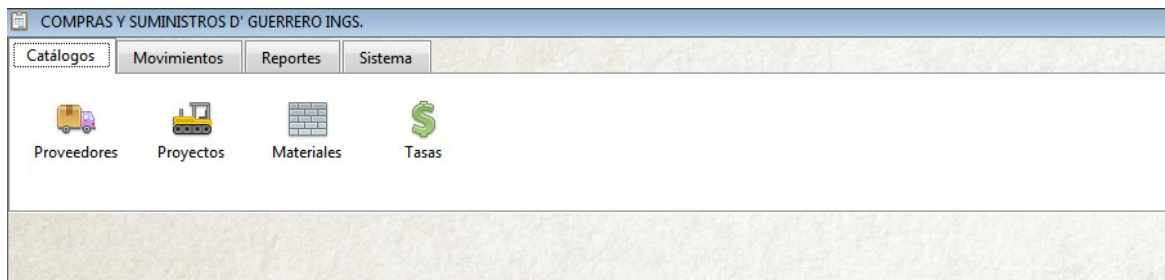 COMPRAS Y SUMINISTROS D' GUERRERO INGS.
Catálogos Movimientos Reportes Sistema
Proveedores Proyectos Materiales Tasas